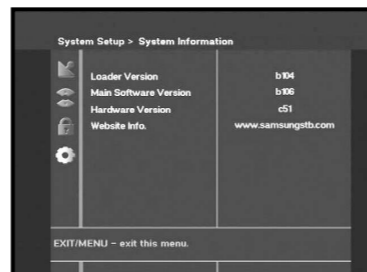 System Setup > System Information
Loader Version b104
Main Software Version b106
Hardware Version c51
Website Info. www.samsungstb.com
EXIT/MENU - exit this menu.